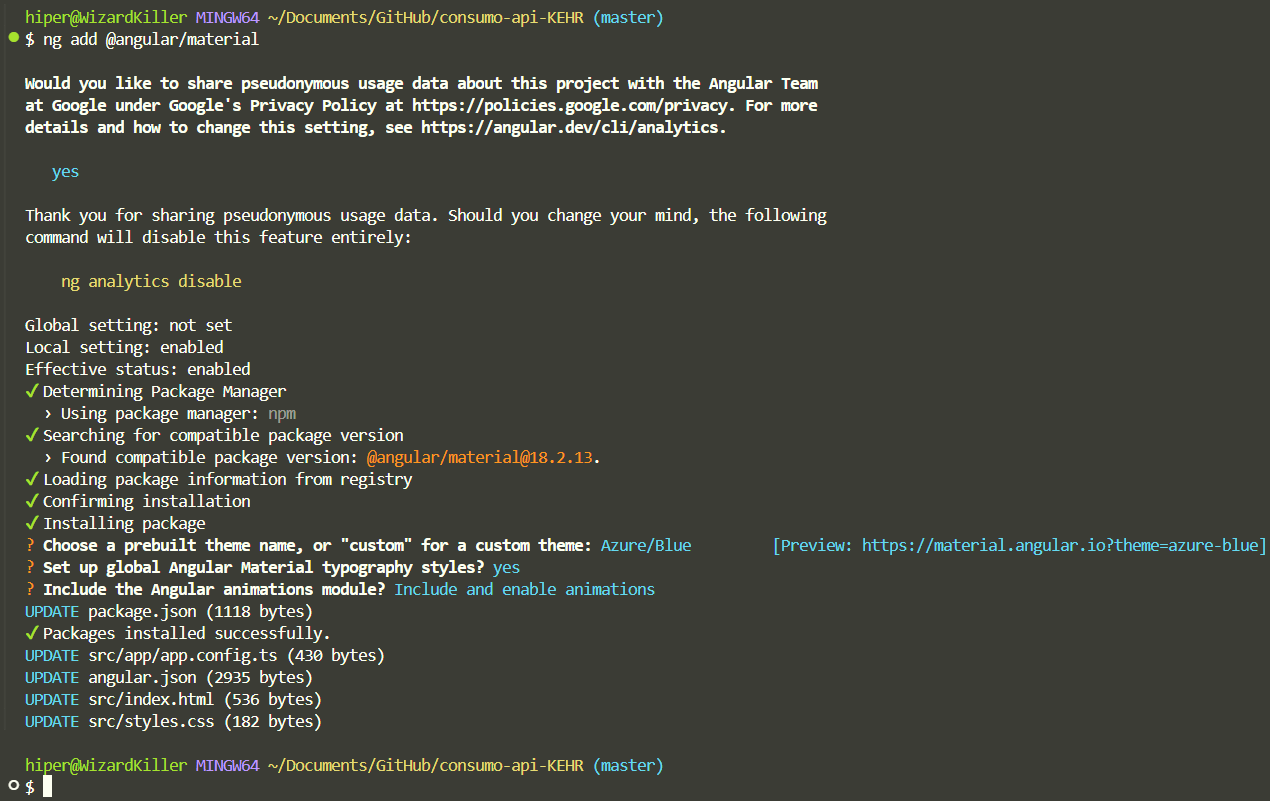 hiper@WizardKiller MINGW64 ~/Documents/GitHub/consumo-api-KEHR (master)
$ ng add @angular/material
Would you like to share pseudonymous usage data about this project with the Angular Team
at Google under Google's Privacy Policy at https://policies.google.com/privacy. For more
details and how to change this setting, see https://angular.dev/cli/analytics.
yes
Thank you for sharing pseudonymous usage data. Should you change your mind, the following
command will disable this feature entirely:
ng analytics disable
Global setting: not set
Local setting: enabled
Effective status: enabled
✓ Determining Package Manager
› Using package manager: npm
✓ Searching for compatible package version
› Found compatible package version: @angular/material@18.2.13.
✓ Loading package information from registry
✓ Confirming installation
✓ Installing package
? Choose a prebuilt theme name, or "custom" for a custom theme: Azure/Blue [Preview: https://material.angular.io?theme=azure-blue]
? Set up global Angular Material typography styles? yes
? Include the Angular animations module? Include and enable animations
UPDATE package.json (1118 bytes)
✓ Packages installed successfully.
UPDATE src/app/app.config.ts (430 bytes)
UPDATE angular.json (2935 bytes)
UPDATE src/index.html (536 bytes)
UPDATE src/styles.css (182 bytes)
hiper@WizardKiller MINGW64 ~/Documents/GitHub/consumo-api-KEHR (master)
$